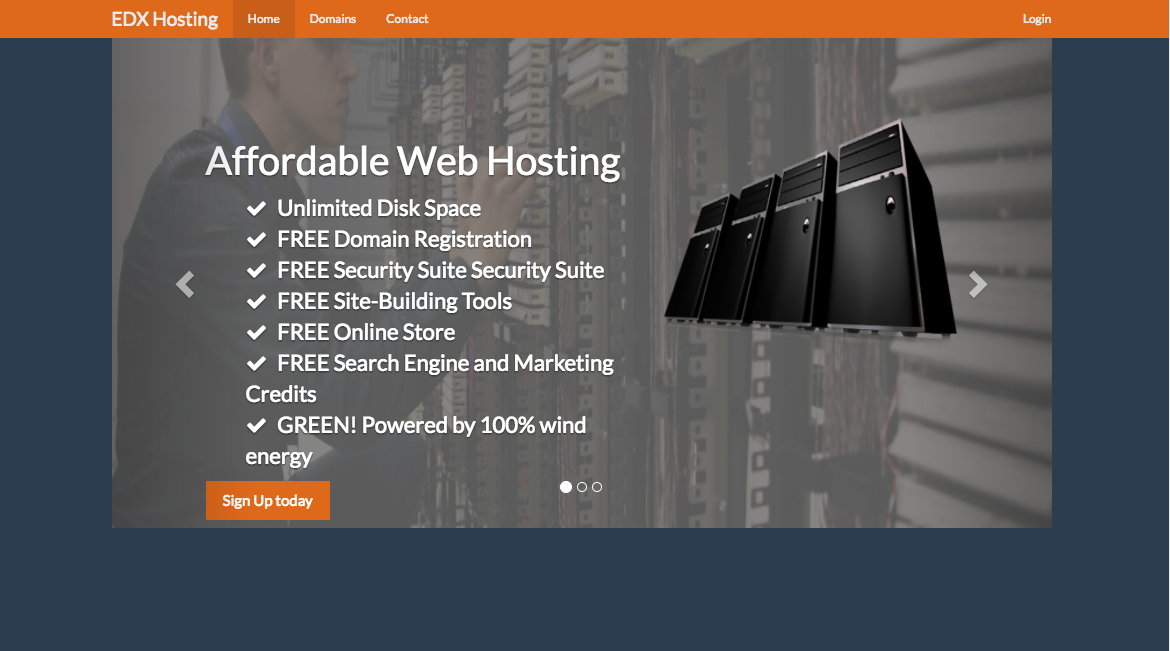 EDX Hosting Home Domains Contact Login
Affordable Web Hosting
Unlimited Disk Space
FREE Domain Registration
FREE Security Suite Security Suite
FREE Site-Building Tools
FREE Online Store
FREE Search Engine and Marketing
Credits
GREEN! Powered by 100% wind
energy
Sign Up today